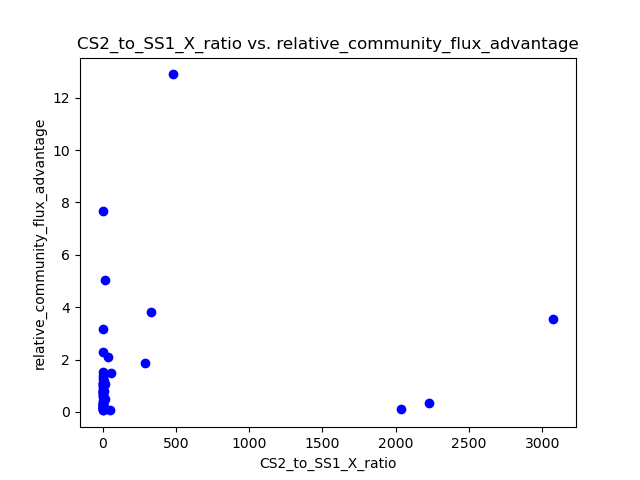 CS2_to_SS1_X_ratio vs. relative_community_flux_advantage
12
10
8
6
4
2
0
relative_community_flux_advantage
0 500 1000 1500 2000 2500 3000
CS2_to_SS1_X_ratio